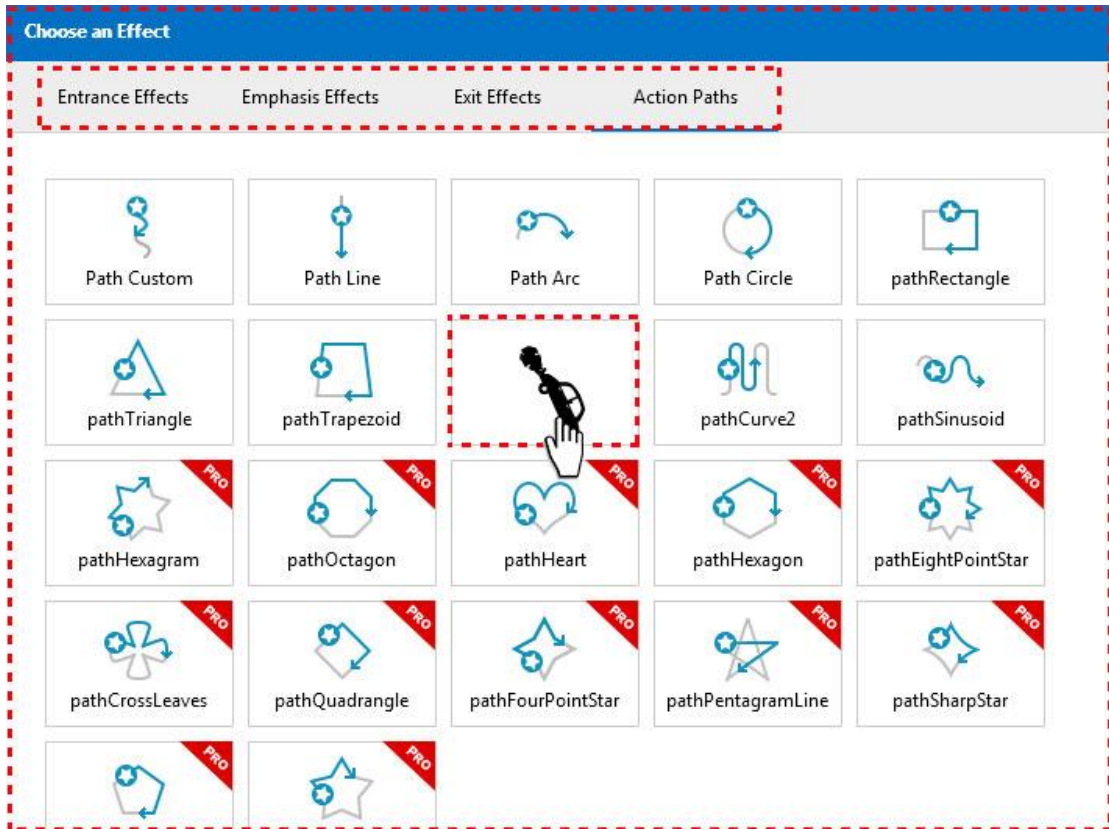 Choose an Effect
Entrance Effects Emphasis Effects Exit Effects Action Paths
Path Custom Path Line Path Arc Path Circle pathRectangle
pathTriangle pathTrapezoid pathCurve2 pathSinusoid
PRO PRO PRO PRO PRO
pathHexagram pathOctagon pathHeart pathHexagon pathEightPointStar
PRO PRO PRO PRO PRO
pathCrossLeaves pathQuadrangle pathFourPointStar pathPentagramLine pathSharpStar
PRO PRO